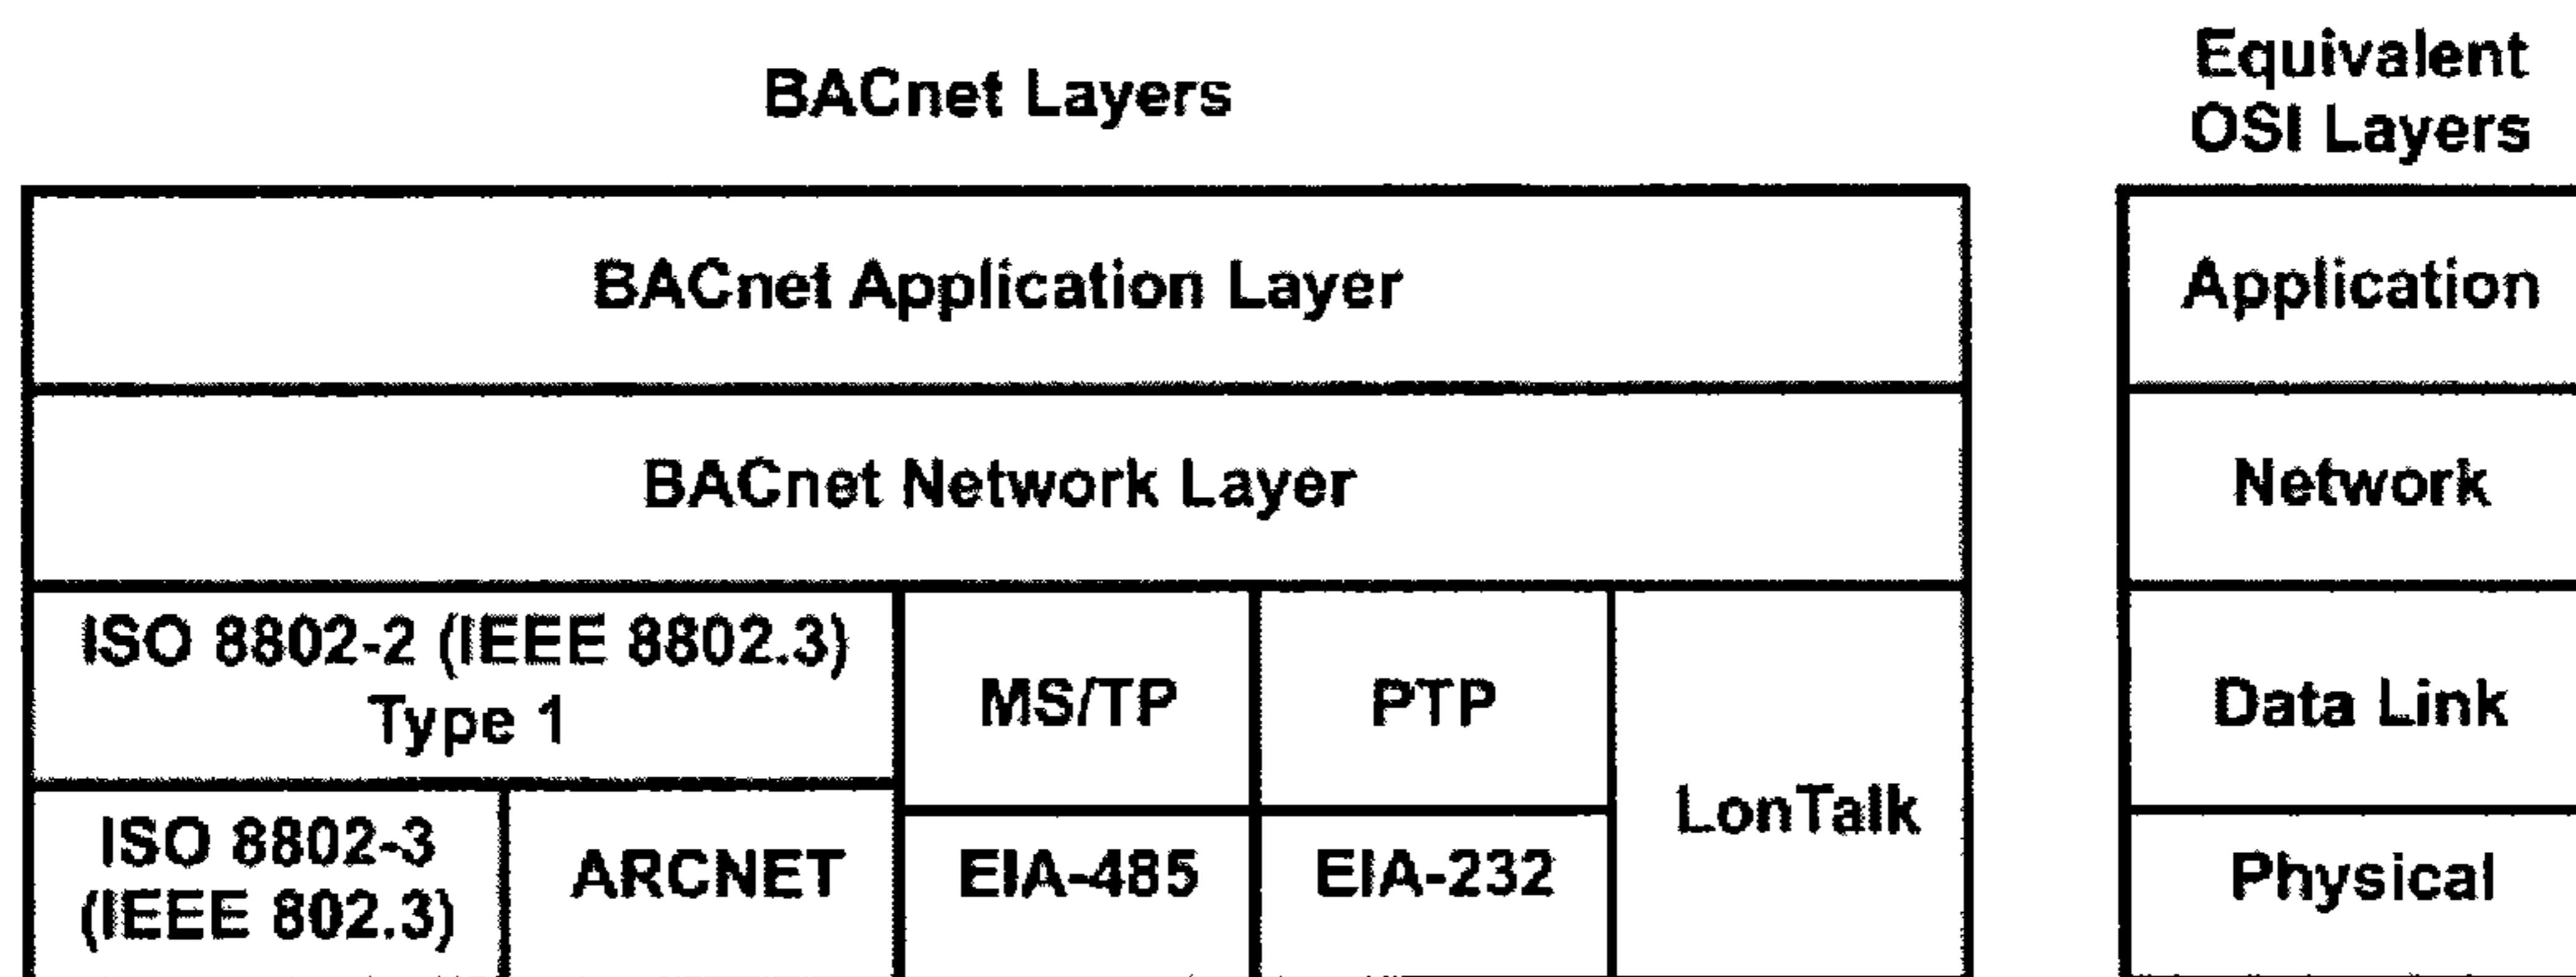 BACnet Layers
Equivalent
OSI Layers
BACnet Application Layer
Application
BACnet Network Layer
Network
ISO 8802-2 (IEEE 8802.3)
Type 1
MS/TP
PTP
LonTalk
Data Link
ISO 8802-3
(IEEE 802.3)
ARCNET
EIA-485
EIA-232
Physical